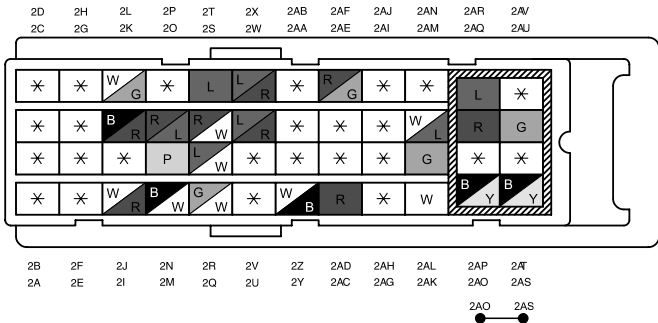 2D 2H 2L 2P 2T 2X 2AB 2AF 2AJ 2AN 2AR 2AV
2C 2G 2K 2O 2S 2W 2AA 2AE 2AI 2AM 2AQ 2AU
* * W G * L L R * R G * * L *
* * B R R L R W L R * * * W L R G
* * * P L W * * * * G * *
* * W R B W G W * W B R * W B Y B Y
2B 2F 2J 2N 2R 2V 2Z 2AD 2AH 2AL 2AP 2AT
2A 2E 2I 2M 2Q 2U 2Y 2AC 2AG 2AK 2AO 2AS
2AO 2AS